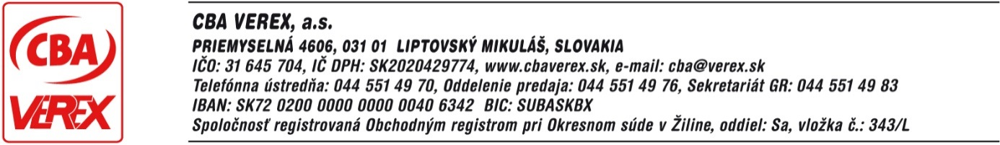 CBA
VEREX
CBA VEREX, a.s.
PRIEMYSELNÁ 4606, 031 01 LIPTOVSKÝ MIKULÁŠ, SLOVAKIA
IČO: 31 645 704, IČ DPH: SK2020429774, www.cbaverex.sk, e-mail: cba@verex.sk
Telefónna ústredňa: 044 551 49 70, Oddelenie predaja: 044 551 49 76, Sekretariát GR: 044 551 49 83
IBAN: SK72 0200 0000 0000 0040 6342 BIC: SUBASKBX
Spoločnosť registrovaná Obchodným registrom pri Okresnom súde v Žiline, oddiel: Sa, vložka č.: 343/L